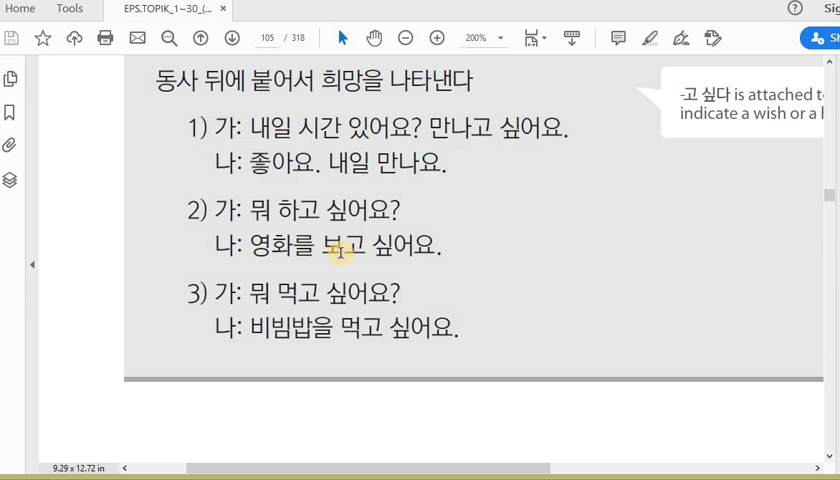 Home Tools EPS.TOPIK_1~30_(... × ?
105 / 318 200%
동사 뒤에 붙어서 희망을 나타낸다
-고 싶다 is attached
indicate a wish or a
1) 가: 내일 시간 있어요? 만나고 싶어요.
나: 좋아요. 내일 만나요.
2) 가: 뭐 하고 싶어요?
나: 영화를 보고 싶어요.
3) 가: 뭐 먹고 싶어요?
나: 비빔밥을 먹고 싶어요.
9.29 x 12.72 in